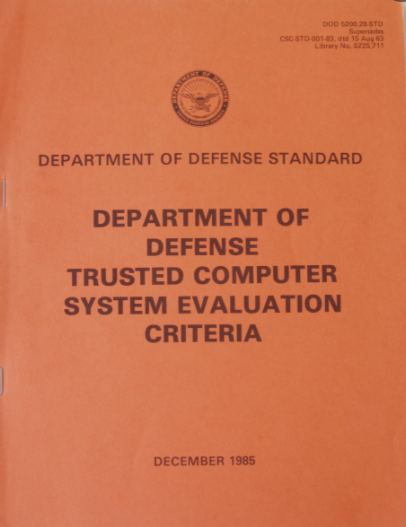 DOD 5200.28-STD
Supersedes
CSC-STD-001-83, dtd 15 Aug 83
Library No. S225,711
DEPARTMENT OF DEFENSE
DEPARTMENT OF DEFENSE STANDARD
DEPARTMENT OF
DEFENSE
TRUSTED COMPUTER
SYSTEM EVALUATION
CRITERIA
DECEMBER 1985